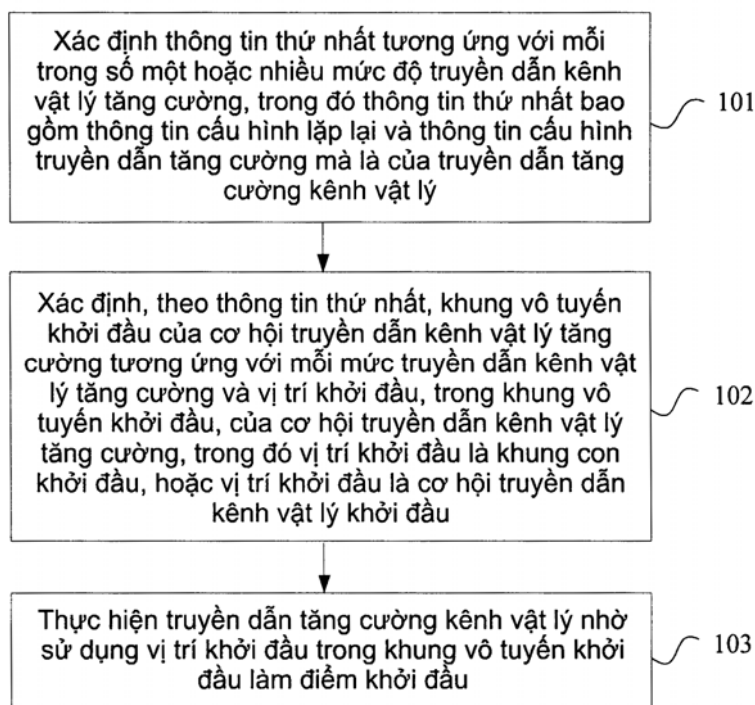 Xác định thông tin thứ nhất tương ứng với mỗi
trong số một hoặc nhiều mức độ truyền dẫn kênh
vật lý tăng cường, trong đó thông tin thứ nhất bao
gồm thông tin cấu hình lặp lại và thông tin cấu hình
truyền dẫn tăng cường mà là của truyền dẫn tăng
cường kênh vật lý
101
Xác định, theo thông tin thứ nhất, khung vô tuyến
khởi đầu của cơ hội truyền dẫn kênh vật lý tăng
cường tương ứng với mỗi mức truyền dẫn kênh vật
lý tăng cường và vị trí khởi đầu, trong khung vô
tuyến khởi đầu, của cơ hội truyền dẫn kênh vật lý
tăng cường, trong đó vị trí khởi đầu là khung con
khởi đầu, hoặc vị trí khởi đầu là cơ hội truyền dẫn
kênh vật lý khởi đầu
102
Thực hiện truyền dẫn tăng cường kênh vật lý nhờ
sử dụng vị trí khởi đầu trong khung vô tuyến khởi
đầu làm điểm khởi đầu
103